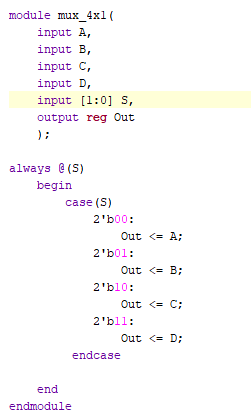 module mux_4x1(
    input A,
    input B,
    input C,
    input D,
    input [1:0] S,
    output reg Out
    );

always @(S)
    begin
        case(S)
            2'b00:
                Out <= A;
            2'b01:
                Out <= B;
            2'b10:
                Out <= C;
            2'b11:
                Out <= D;
         endcase

    end
endmodule